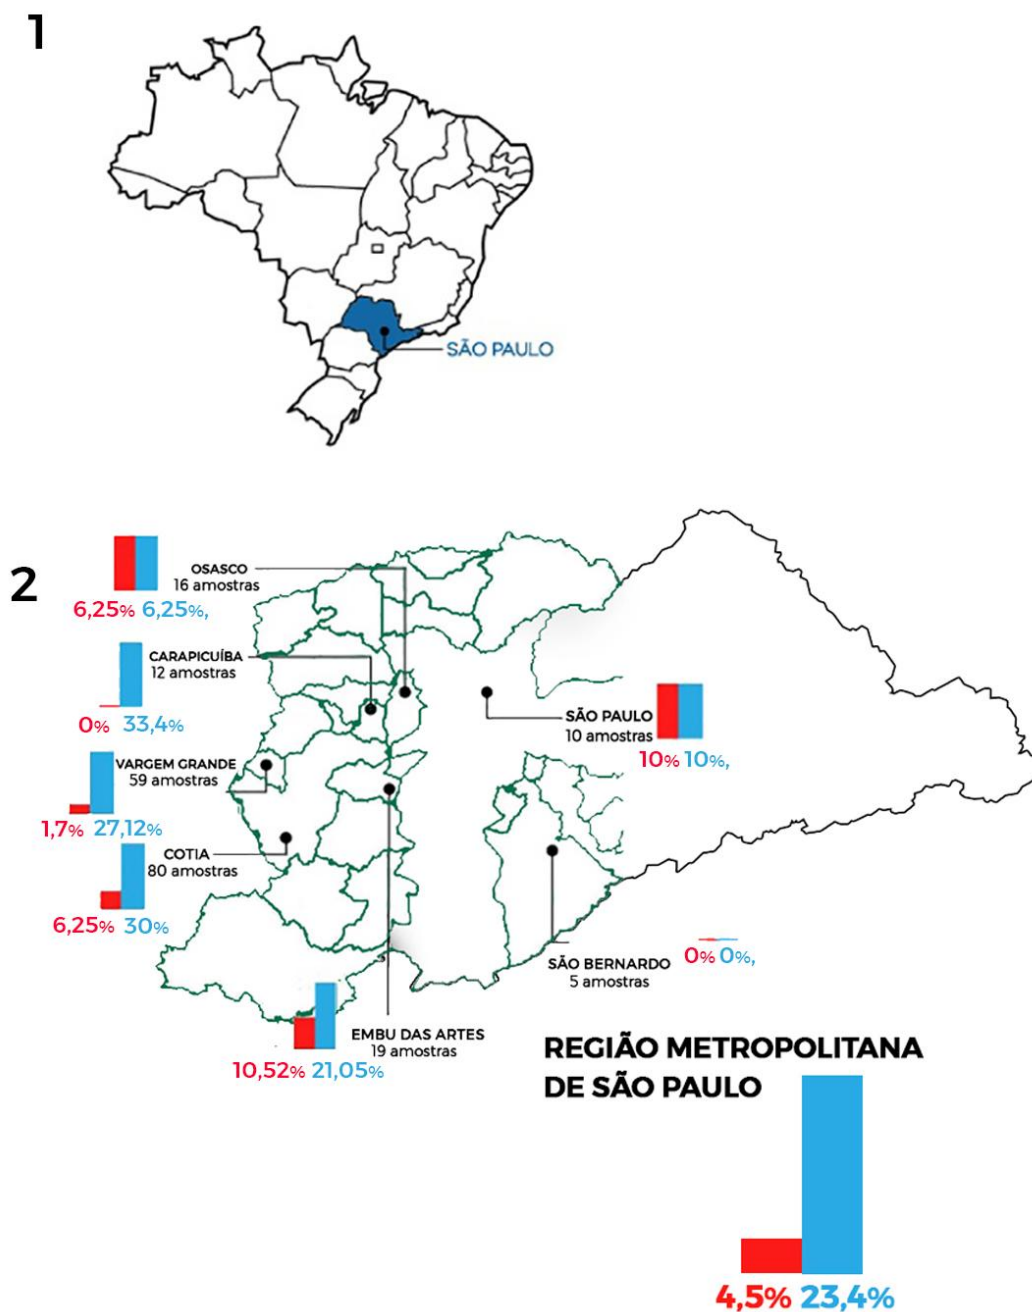 1
SÃO PAULO
2
OSASCO
16 amostras
6,25% 6,25%,
CARAPICUÍBA
12 amostras
0% 33,4%
VARGEM GRANDE
59 amostras
1,7% 27,12%
COTIA
80 amostras
6,25% 30%
SÃO PAULO
10 amostras
10% 10%,
SÃO BERNARDO
5 amostras
0% 0%,
EMBU DAS ARTES
19 amostras
10,52% 21,05%
REGIÃO METROPOLITANA
DE SÃO PAULO
4,5% 23,4%